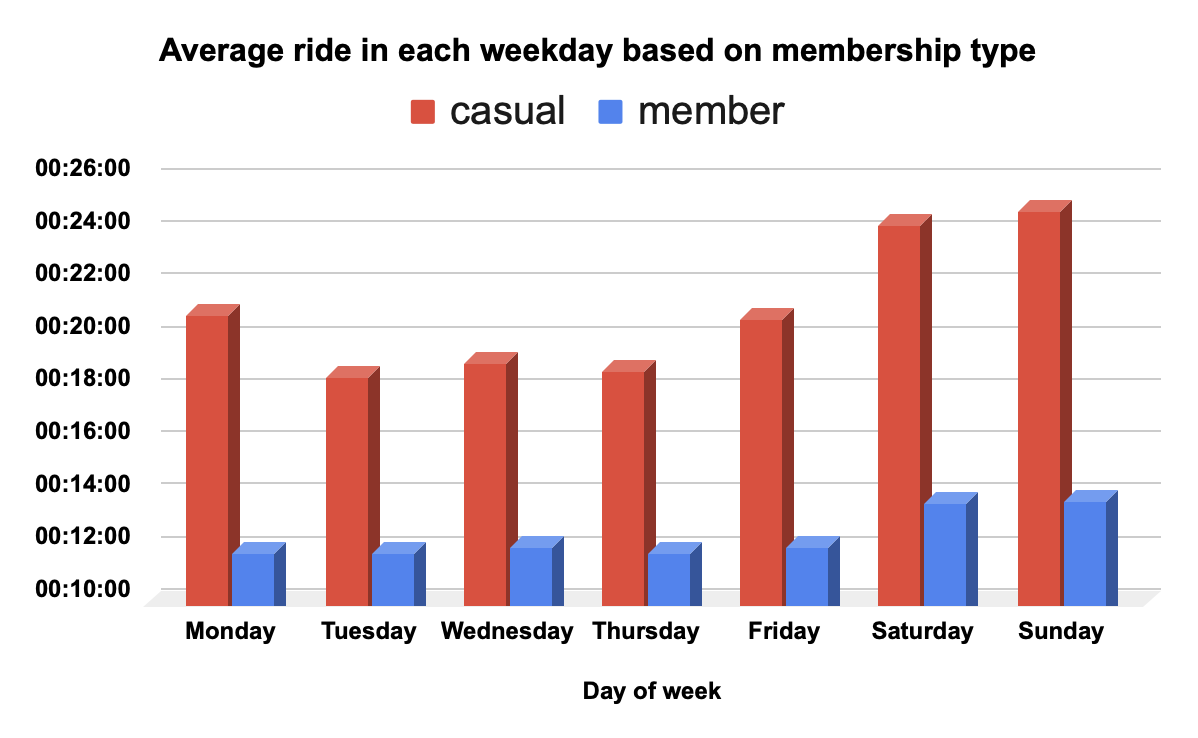 Average ride in each weekday based on membership type
casual member
00:26:00
00:24:00
00:22:00
00:20:00
00:18:00
00:16:00
00:14:00
00:12:00
00:10:00
Monday Tuesday Wednesday Thursday Friday Saturday Sunday
Day of week